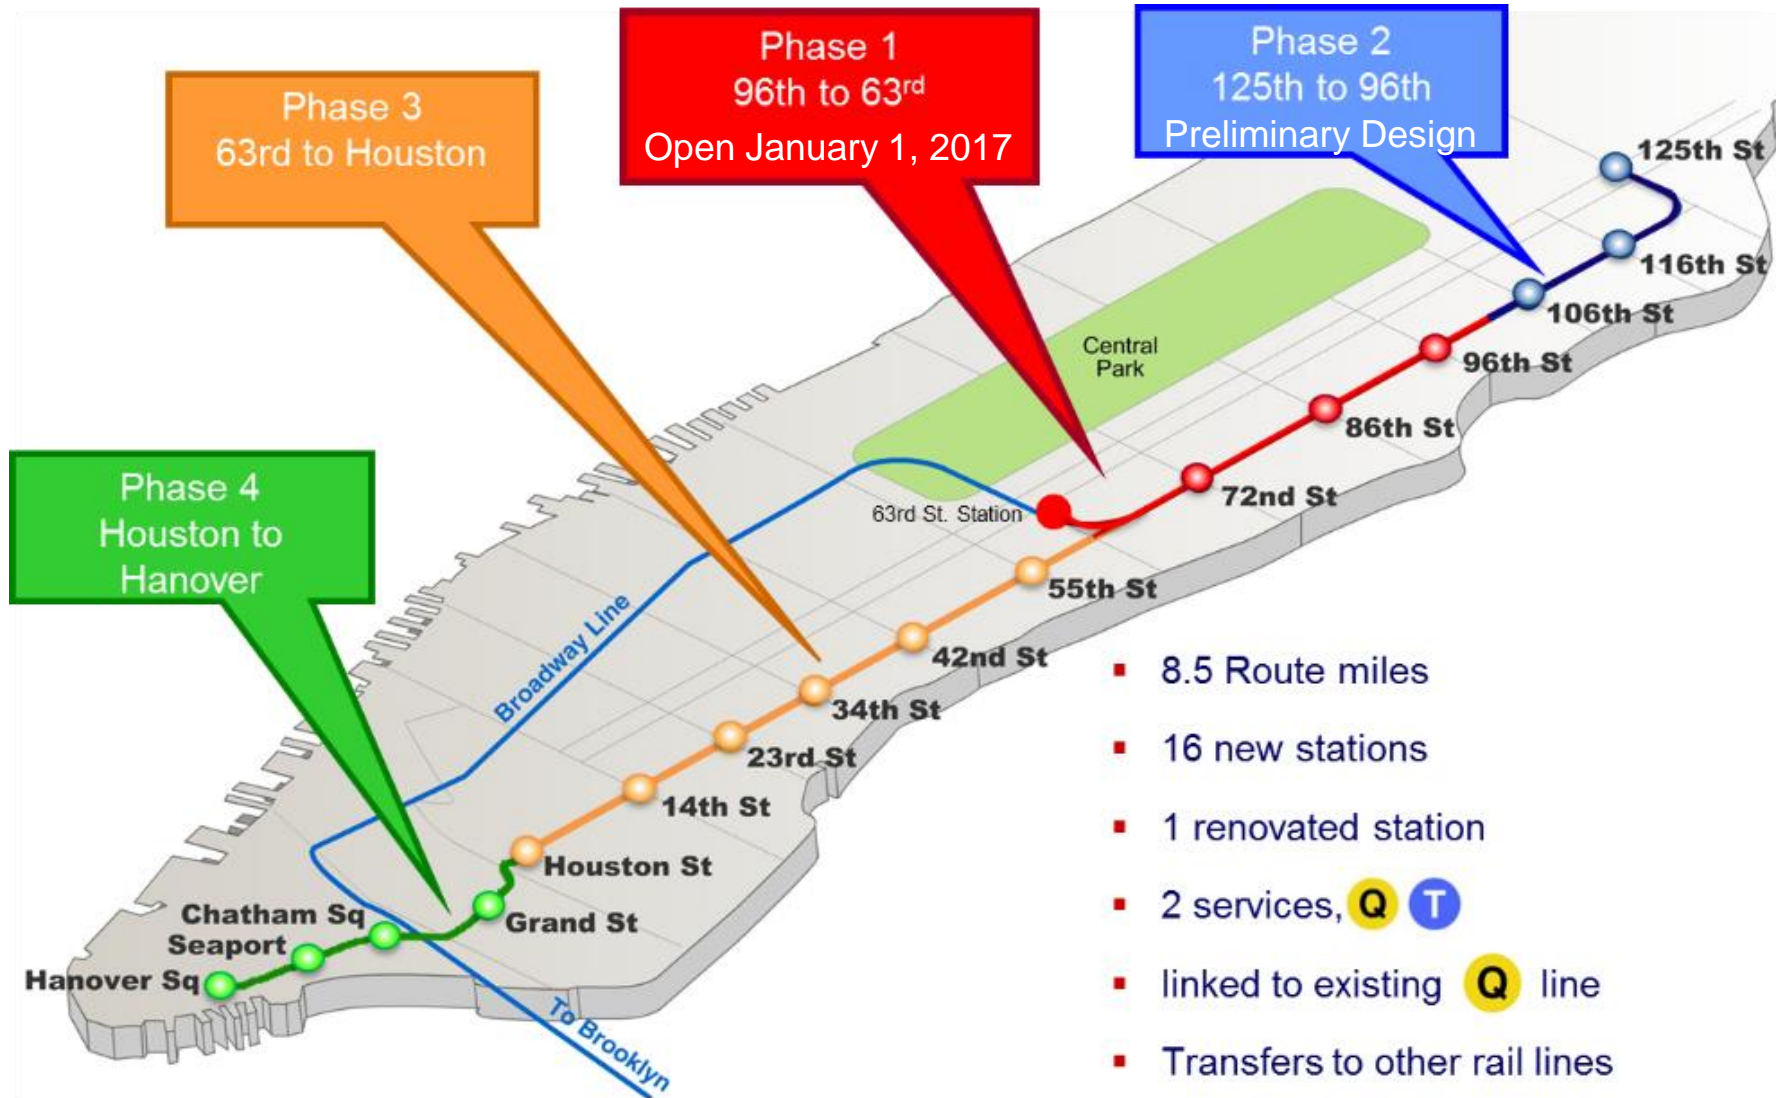 Phase 1
96th to 63rd
Open January 1, 2017
Phase 2
125th to 96th
Preliminary Design
Phase 3
63rd to Houston
Phase 4
Houston to
Hanover
125th St
116th St
106th St
96th St
86th St
72nd St
Central
Park
63rd St. Station
55th St
42nd St
34th St
23rd St
14th St
Houston St
Grand St
Chatham Sq
Seaport
Hanover Sq
Broadway Line
To Brooklyn
▪ 8.5 Route miles
▪ 16 new stations
▪ 1 renovated station
▪ 2 services, Q T
▪ linked to existing Q line
▪ Transfers to other rail lines